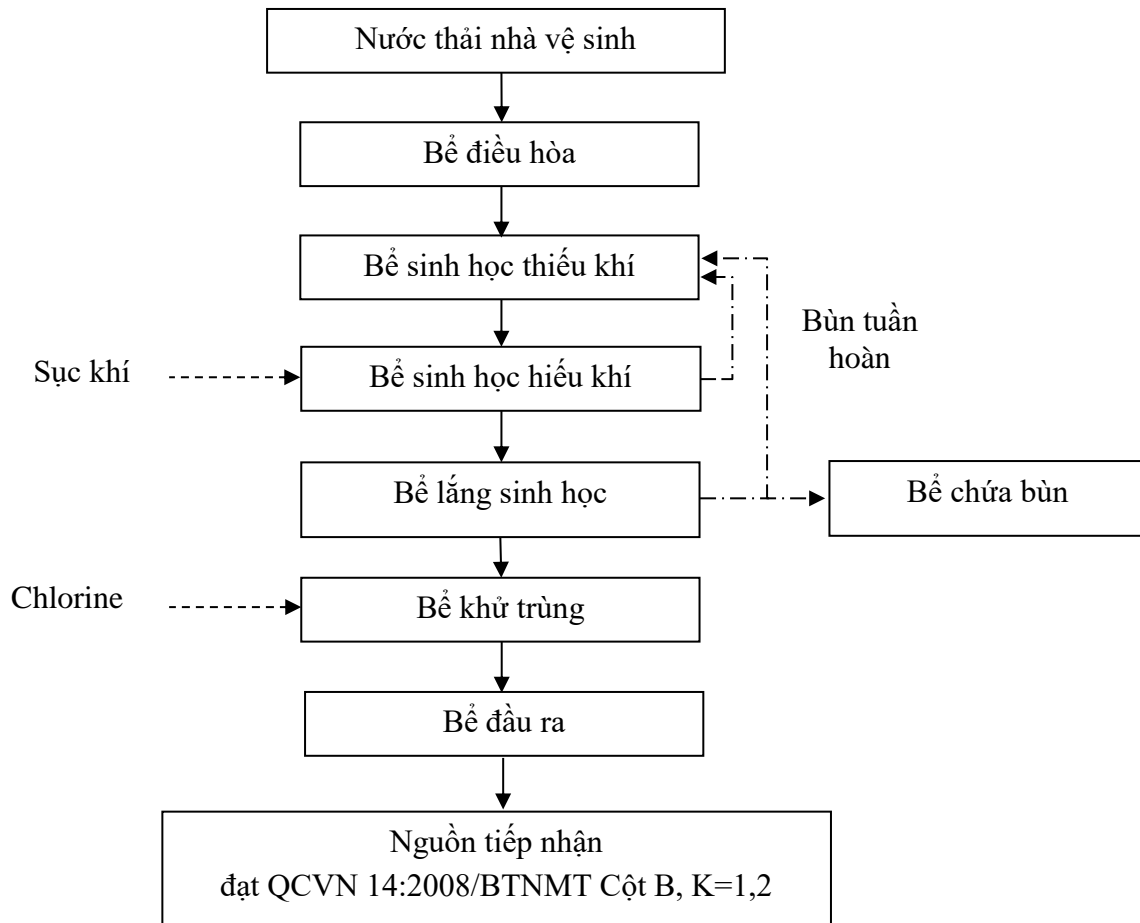 Nước thải nhà vệ sinh
Bể điều hòa
Bể sinh học thiếu khí
Bùn tuần
hoàn
Sục khí
Bể sinh học hiếu khí
Bể lắng sinh học
Bể chứa bùn
Chlorine
Bể khử trùng
Bể đầu ra
Nguồn tiếp nhận
đạt QCVN 14:2008/BTNMT Cột B, K=1,2